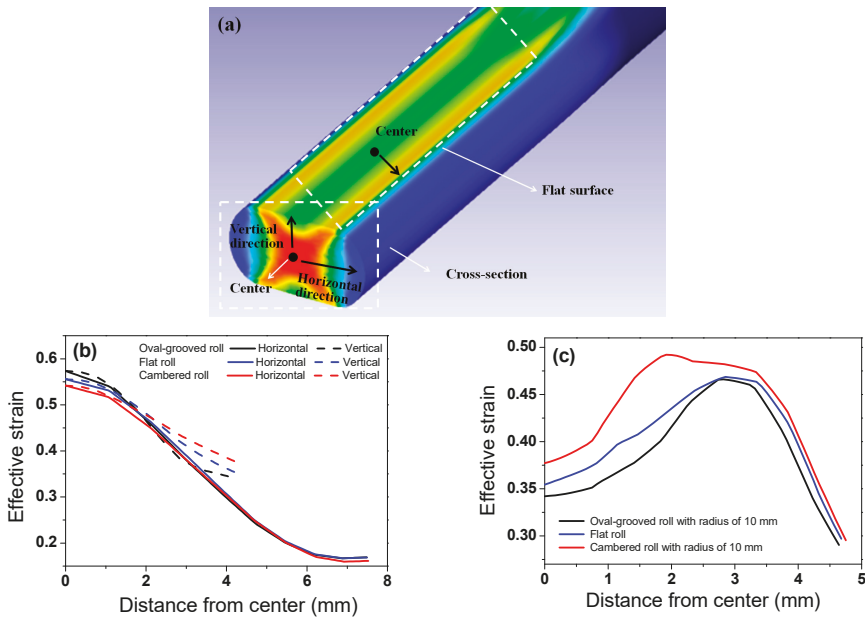 (a)
Center
Flat surface
Vertical
direction
Horizontal
direction
Center
Cross-section
(b)
Oval-grooved roll Horizontal Vertical
Flat roll Horizontal Vertical
Cambered roll Horizontal Vertical
Effective strain
0.6
0.5
0.4
0.3
0.2
0 2 4 6 8
Distance from center (mm)
(c)
Effective strain
0.50
0.45
0.40
0.35
0.30
Oval-grooved roll with radius of 10 mm
Flat roll
Cambered roll with radius of 10 mm
0 1 2 3 4 5
Distance from center (mm)